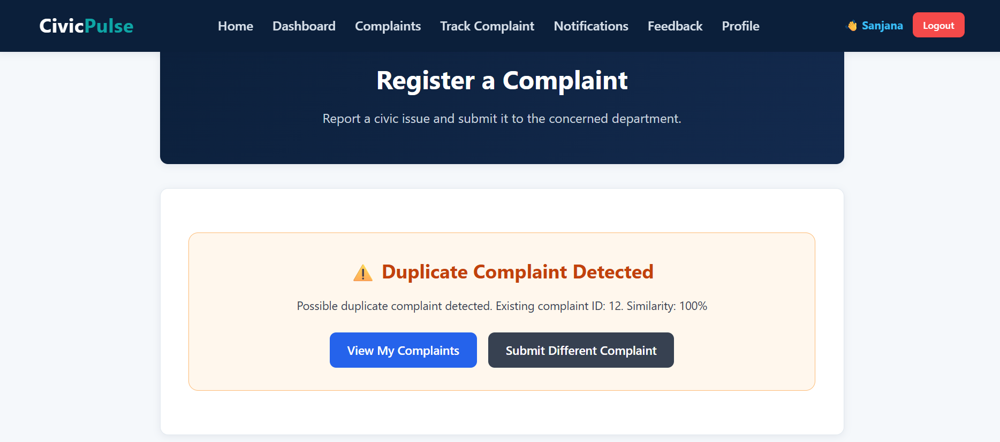 CivicPulse Home Dashboard Complaints Track Complaint Notifications Feedback Profile 👋 Sanjana Logout
Register a Complaint
Report a civic issue and submit it to the concerned department.
⚠️ Duplicate Complaint Detected
Possible duplicate complaint detected. Existing complaint ID: 12. Similarity: 100%
View My Complaints Submit Different Complaint